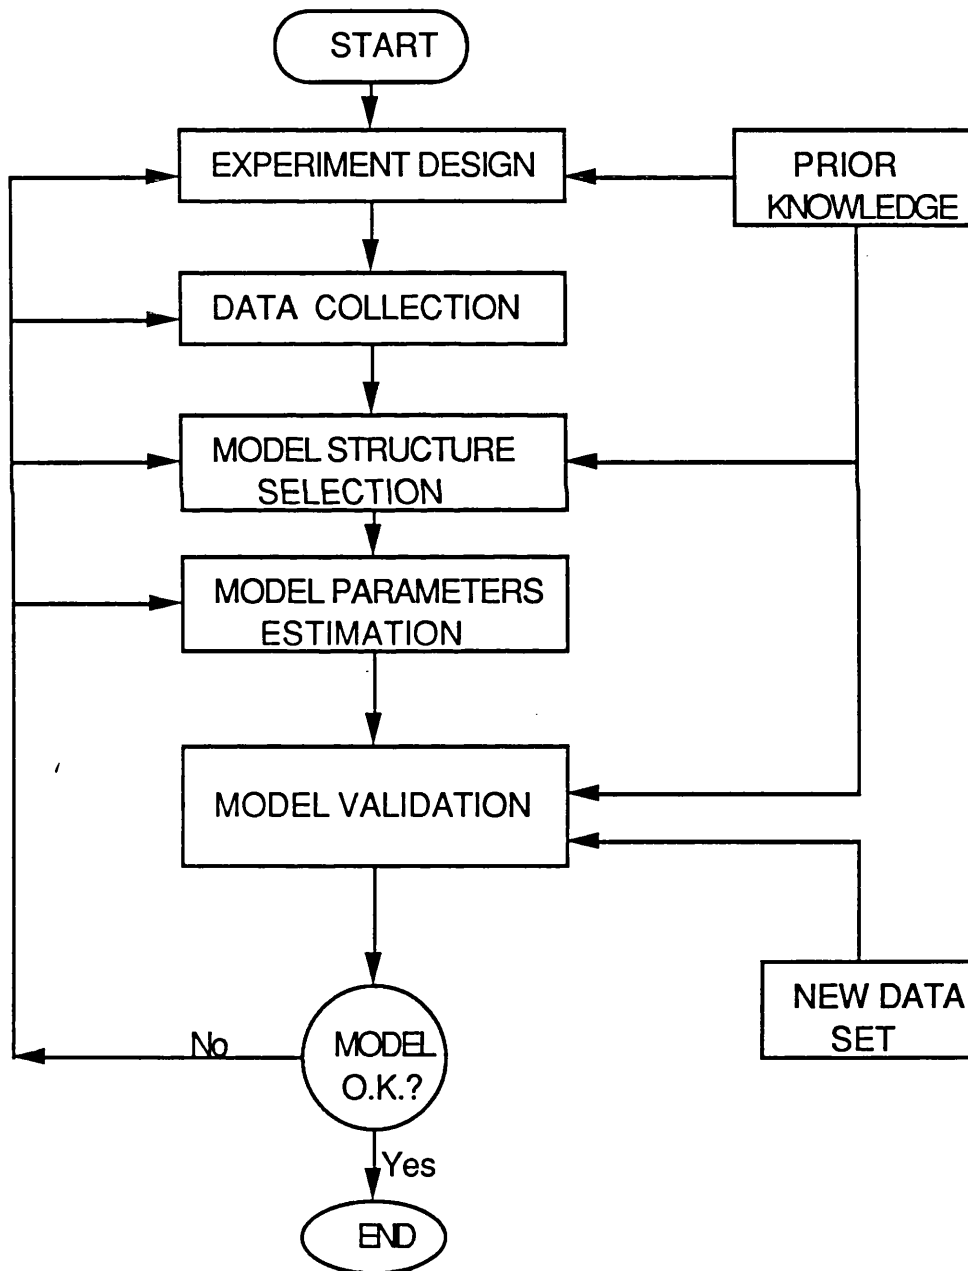 START
EXPERIMENT DESIGN
PRIOR
KNOWLEDGE
DATA COLLECTION
MODEL STRUCTURE
SELECTION
MODEL PARAMETERS
ESTIMATION
MODEL VALIDATION
NEW DATA
SET
No
MODEL
O.K.?
Yes
END